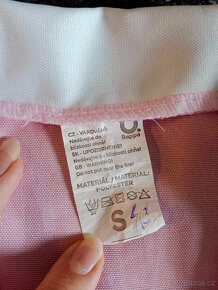 Rappa
CZ - VAROVÁNÍ!
Nedávejte do
blízkosti ohně!
SK - UPOZORNENIE!
Nedávajte do
blízkosti ohňa!
GB - WARNING!
Do not put near the fire!
MATERIÁL / MATERIAL:
POLYESTER
S